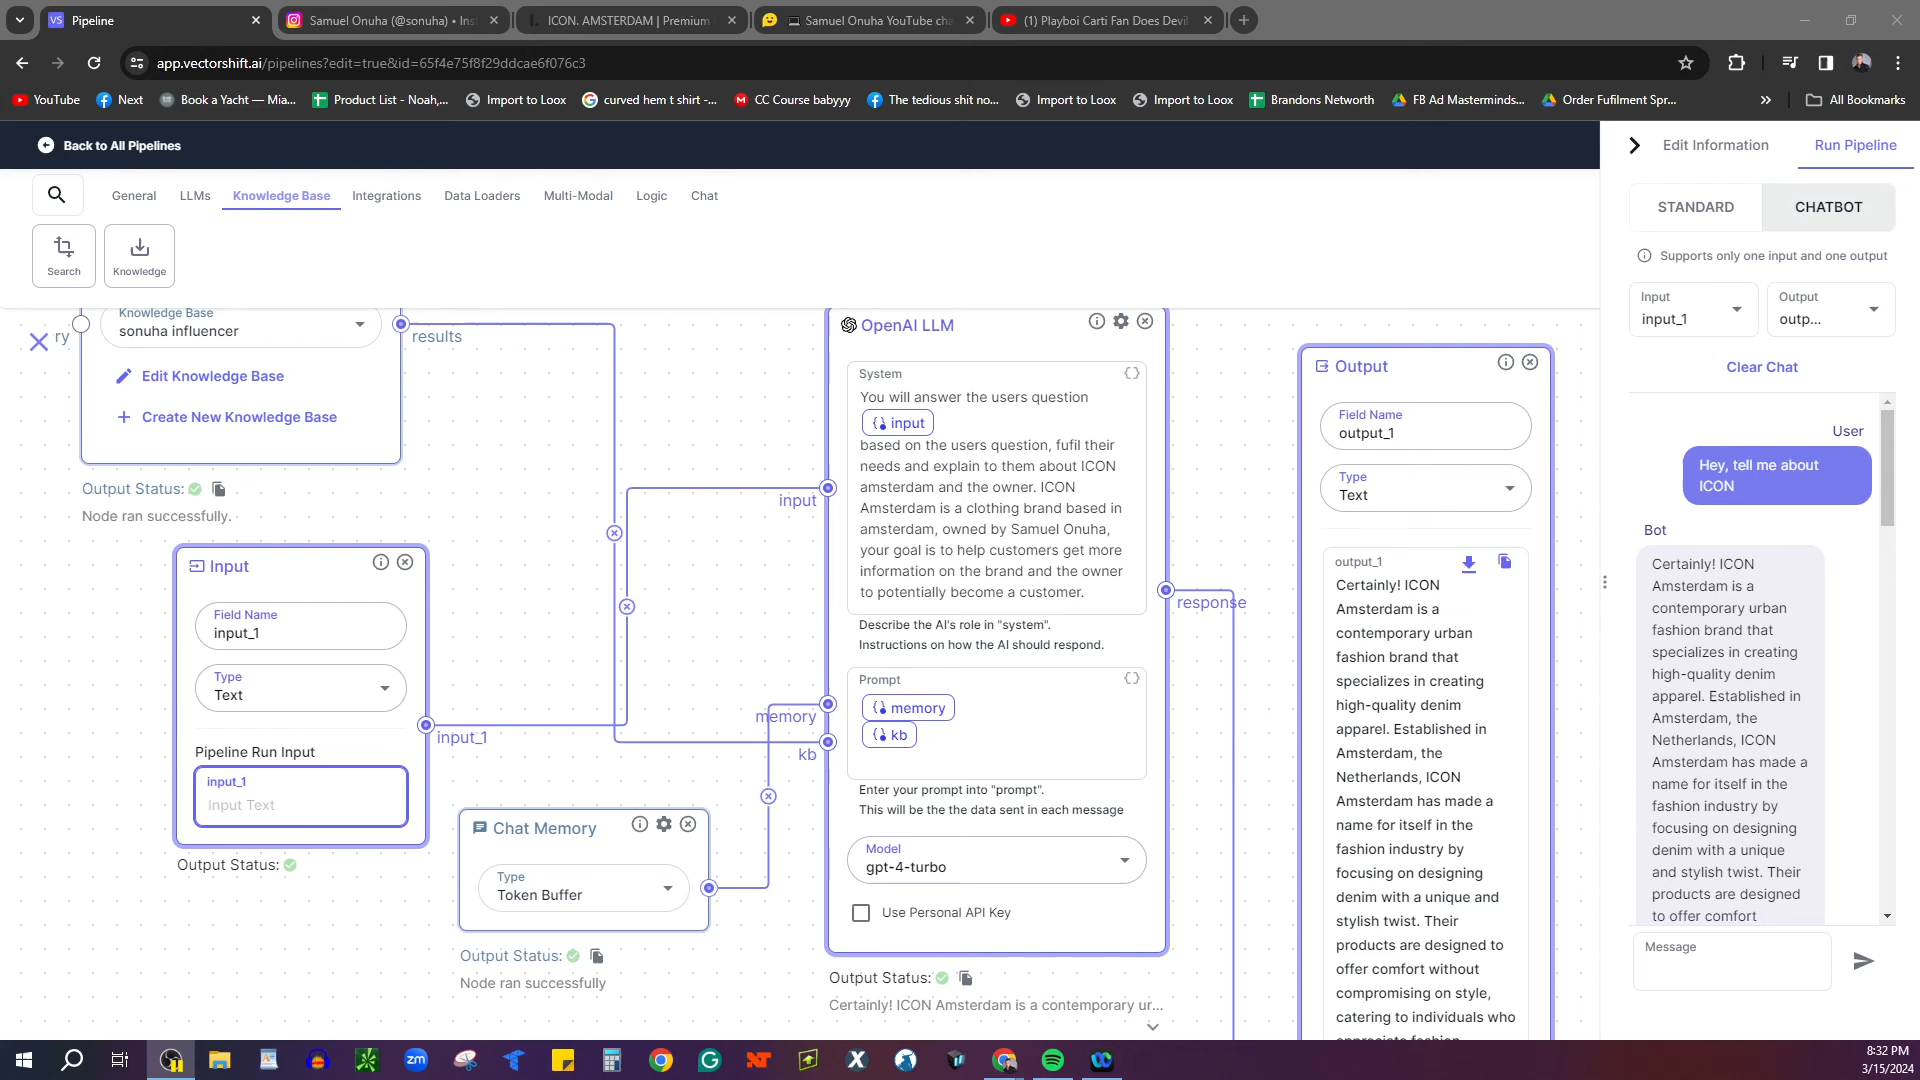 VS Pipeline
Samuel Onuha (@sonuha) • Ins
ICON. AMSTERDAM | Premium
Samuel Onuha YouTube cha
(1) Playboi Carti Fan Does Devil
app.vectorshift.ai/pipelines?edit=true&id=65f4e75f8f29ddcae6f076c3
YouTube
Next
Book a Yacht — Mia...
Product List - Noah,...
Import to Loox
curved hem t shirt -...
CC Course babyyy
The tedious shit no...
Import to Loox
Import to Loox
Brandons Networth
FB Ad Masterminds...
Order Fufilment Spr...
All Bookmarks
Back to All Pipelines
Edit Information
Run Pipeline
General
LLMs
Knowledge Base
Integrations
Data Loaders
Multi-Modal
Logic
Chat
Search
Knowledge
STANDARD
CHATBOT
Supports only one input and one output
Input
input_1
Output
outp...
Clear Chat
User
Hey, tell me about
ICON
Bot
Certainly! ICON
Amsterdam is a
contemporary urban
fashion brand that
specializes in creating
high-quality denim
apparel. Established in
Amsterdam, the
Netherlands, ICON
Amsterdam has made a
name for itself in the
fashion industry by
focusing on designing
denim with a unique
and stylish twist. Their
products are designed
to offer comfort
Message
ry
Knowledge Base
sonuha influencer
results
Edit Knowledge Base
Create New Knowledge Base
Output Status:
Node ran successfully.
Input
Field Name
input_1
Type
Text
Pipeline Run Input
input_1
Input Text
input_1
Output Status:
Chat Memory
Type
Token Buffer
Output Status:
Node ran successfully
input
memory
kb
OpenAI LLM
System
You will answer the users question
input
based on the users question, fufil their
needs and explain to them about ICON
amsterdam and the owner. ICON
Amsterdam is a clothing brand based in
amsterdam, owned by Samuel Onuha,
your goal is to help customers get more
information on the brand and the owner
to potentially become a customer.
Describe the AI's role in "system".
Instructions on how the AI should respond.
Prompt
memory
kb
Enter your prompt into "prompt".
This will be the the data sent in each message
Model
gpt-4-turbo
Use Personal API Key
Output Status:
Certainly! ICON Amsterdam is a contemporary ur...
response
Output
Field Name
output_1
Type
Text
output_1
Certainly! ICON
Amsterdam is a
contemporary urban
fashion brand that
specializes in creating
high-quality denim
apparel. Established in
Amsterdam, the
Netherlands, ICON
Amsterdam has made a
name for itself in the
fashion industry by
focusing on designing
denim with a unique and
stylish twist. Their
products are designed to
offer comfort without
compromising on style,
catering to individuals who
appreciate fashion
zm
8:32 PM
3/15/2024